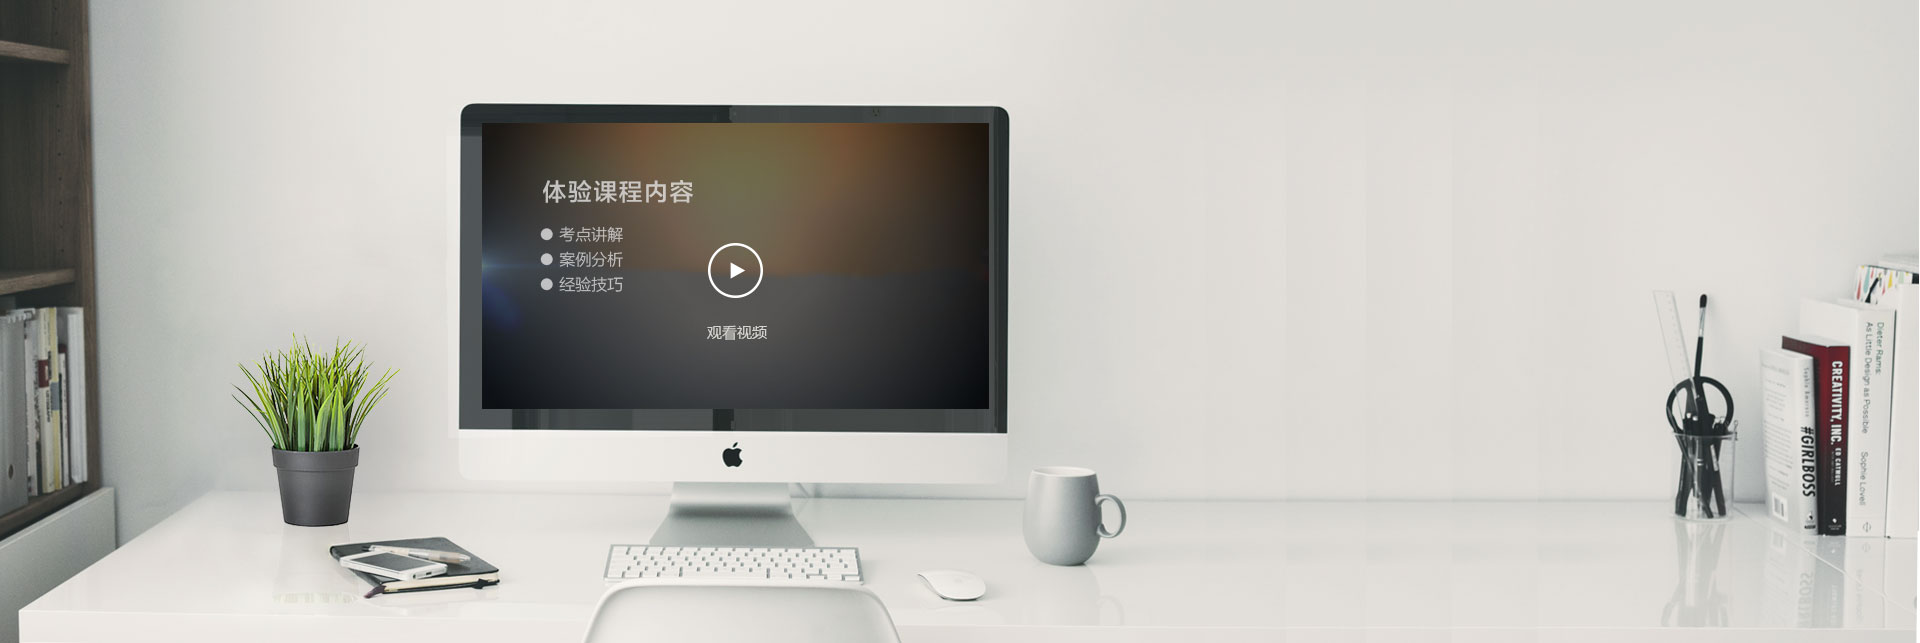 体验课程内容
考点讲解
案例分析
经验技巧
观看视频
#GIRLBOSS
CREATIVITY, INC.
ED CATMULL
Dieter Rams:
As Little Design as Possible
Sophie Lovell